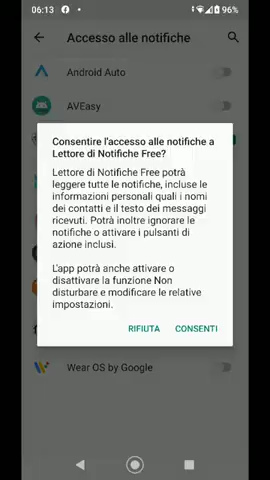 06:13
96%
Accesso alle notifiche
Android Auto
AVEasy
Consentire l'accesso alle notifiche a
Lettore di Notifiche Free?
Lettore di Notifiche Free potrà
leggere tutte le notifiche, incluse le
informazioni personali quali i nomi
dei contatti e il testo dei messaggi
ricevuti. Potrà inoltre ignorare le
notifiche o attivare i pulsanti di
azione inclusi.
L'app potrà anche attivare o
disattivare la funzione Non
disturbare e modificare le relative
impostazioni.
RIFIUTA CONSENTI
Wear OS by Google